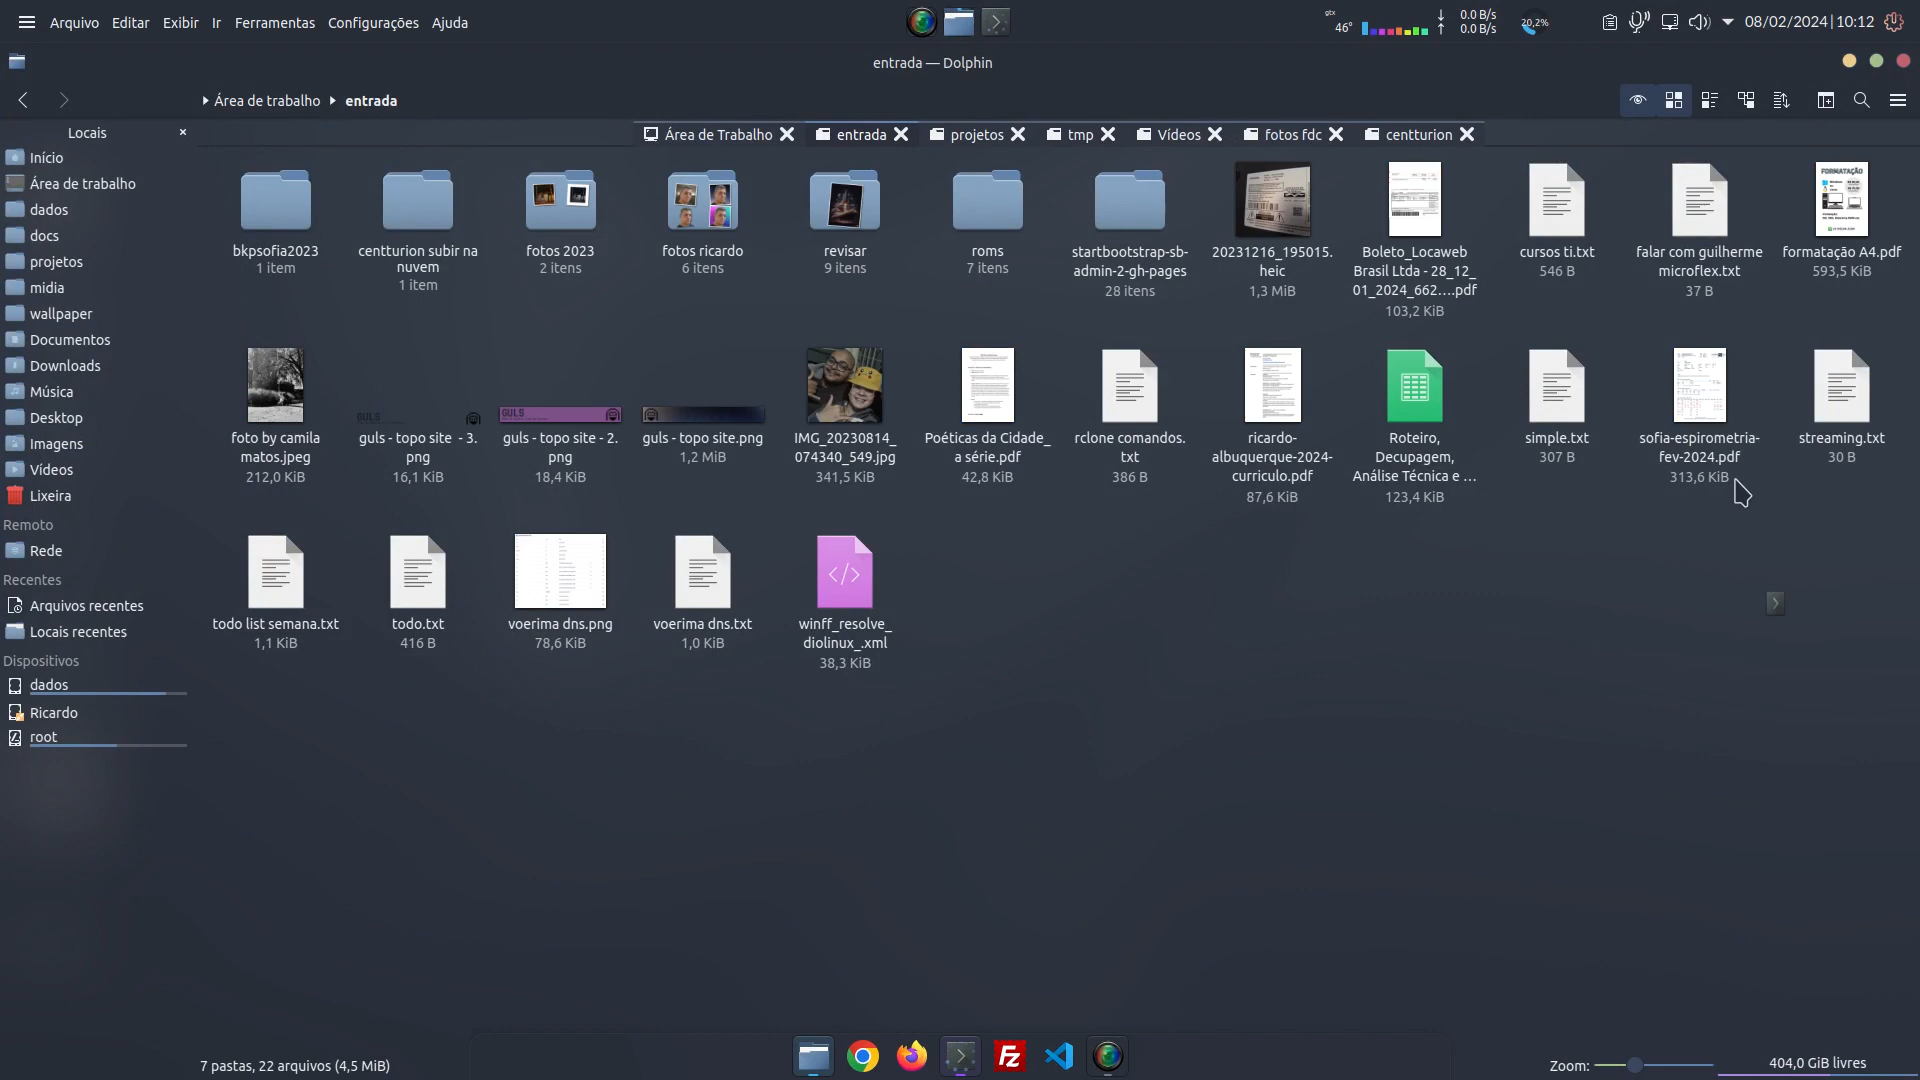 Arquivo Editar Exibir Ir Ferramentas Configurações Ajuda
gtx
46°
0.0 B/s
0.0 B/s
20,2%
08/02/2024|10:12
entrada — Dolphin
Área de trabalho entrada
Locais
Área de Trabalho entrada projetos tmp Vídeos fotos fdc centturion
Início
Área de trabalho
dados
docs
projetos
midia
wallpaper
Documentos
Downloads
Música
Desktop
Imagens
Vídeos
Lixeira
Remoto
Rede
Recentes
Arquivos recentes
Locais recentes
Dispositivos
dados
Ricardo
root
bkpsofia2023
1 item
centturion subir na
nuvem
1 item
fotos 2023
2 itens
fotos ricardo
6 itens
revisar
9 itens
roms
7 itens
startbootstrap-sb-
admin-2-gh-pages
28 itens
20231216_195015.
heic
1,3 MiB
Boleto_Locaweb
Brasil Ltda - 28_12_
01_2024_662....pdf
103,2 KiB
cursos ti.txt
546 B
falar com guilherme
microflex.txt
37 B
FORMATAÇÃO
formatação A4.pdf
593,5 KiB
foto by camila
matos.jpeg
212,0 KiB
GULS
guls - topo site - 3.
png
16,1 KiB
GULS
guls - topo site - 2.
png
18,4 KiB
guls - topo site.png
1,2 MiB
IMG_20230814_
074340_549.jpg
341,5 KiB
Poéticas da Cidade_
a série.pdf
42,8 KiB
rclone comandos.
txt
386 B
ricardo-
albuquerque-2024-
curriculo.pdf
87,6 KiB
Roteiro,
Decupagem,
Análise Técnica e ...
123,4 KiB
simple.txt
307 B
sofia-espirometria-
fev-2024.pdf
313,6 KiB
streaming.txt
30 B
todo list semana.txt
1,1 KiB
todo.txt
416 B
voerima dns.png
78,6 KiB
voerima dns.txt
1,0 KiB
winff_resolve_
diolinux_.xml
38,3 KiB
7 pastas, 22 arquivos (4,5 MiB)
Fz
Zoom:
404,0 GiB livres